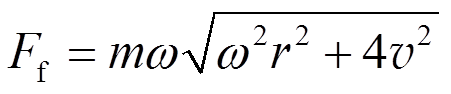 F_f = mω√(ω²r² + 4v²)